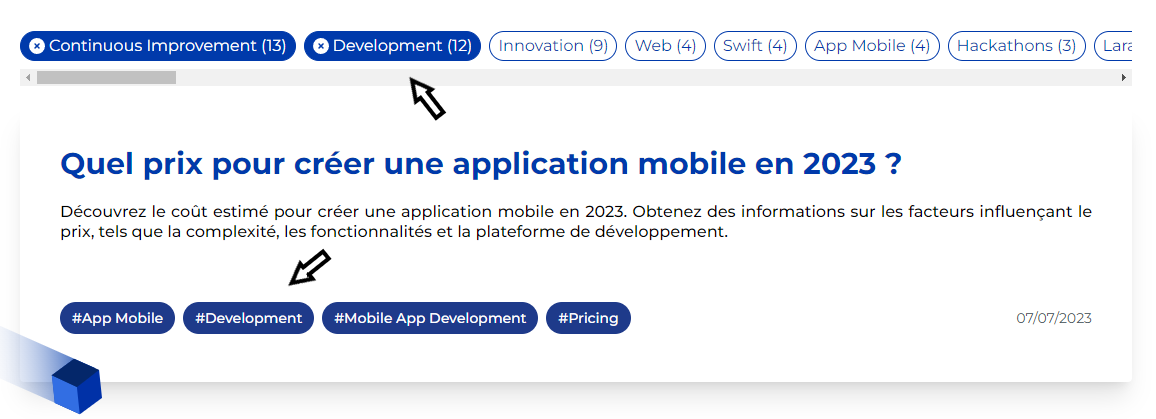 Continuous Improvement (13) Development (12) Innovation (9) Web (4) Swift (4) App Mobile (4) Hackathons (3)
Quel prix pour créer une application mobile en 2023 ?
Découvrez le coût estimé pour créer une application mobile en 2023. Obtenez des informations sur les facteurs influençant le
prix, tels que la complexité, les fonctionnalités et la plateforme de développement.
#App Mobile #Development #Mobile App Development #Pricing 07/07/2023